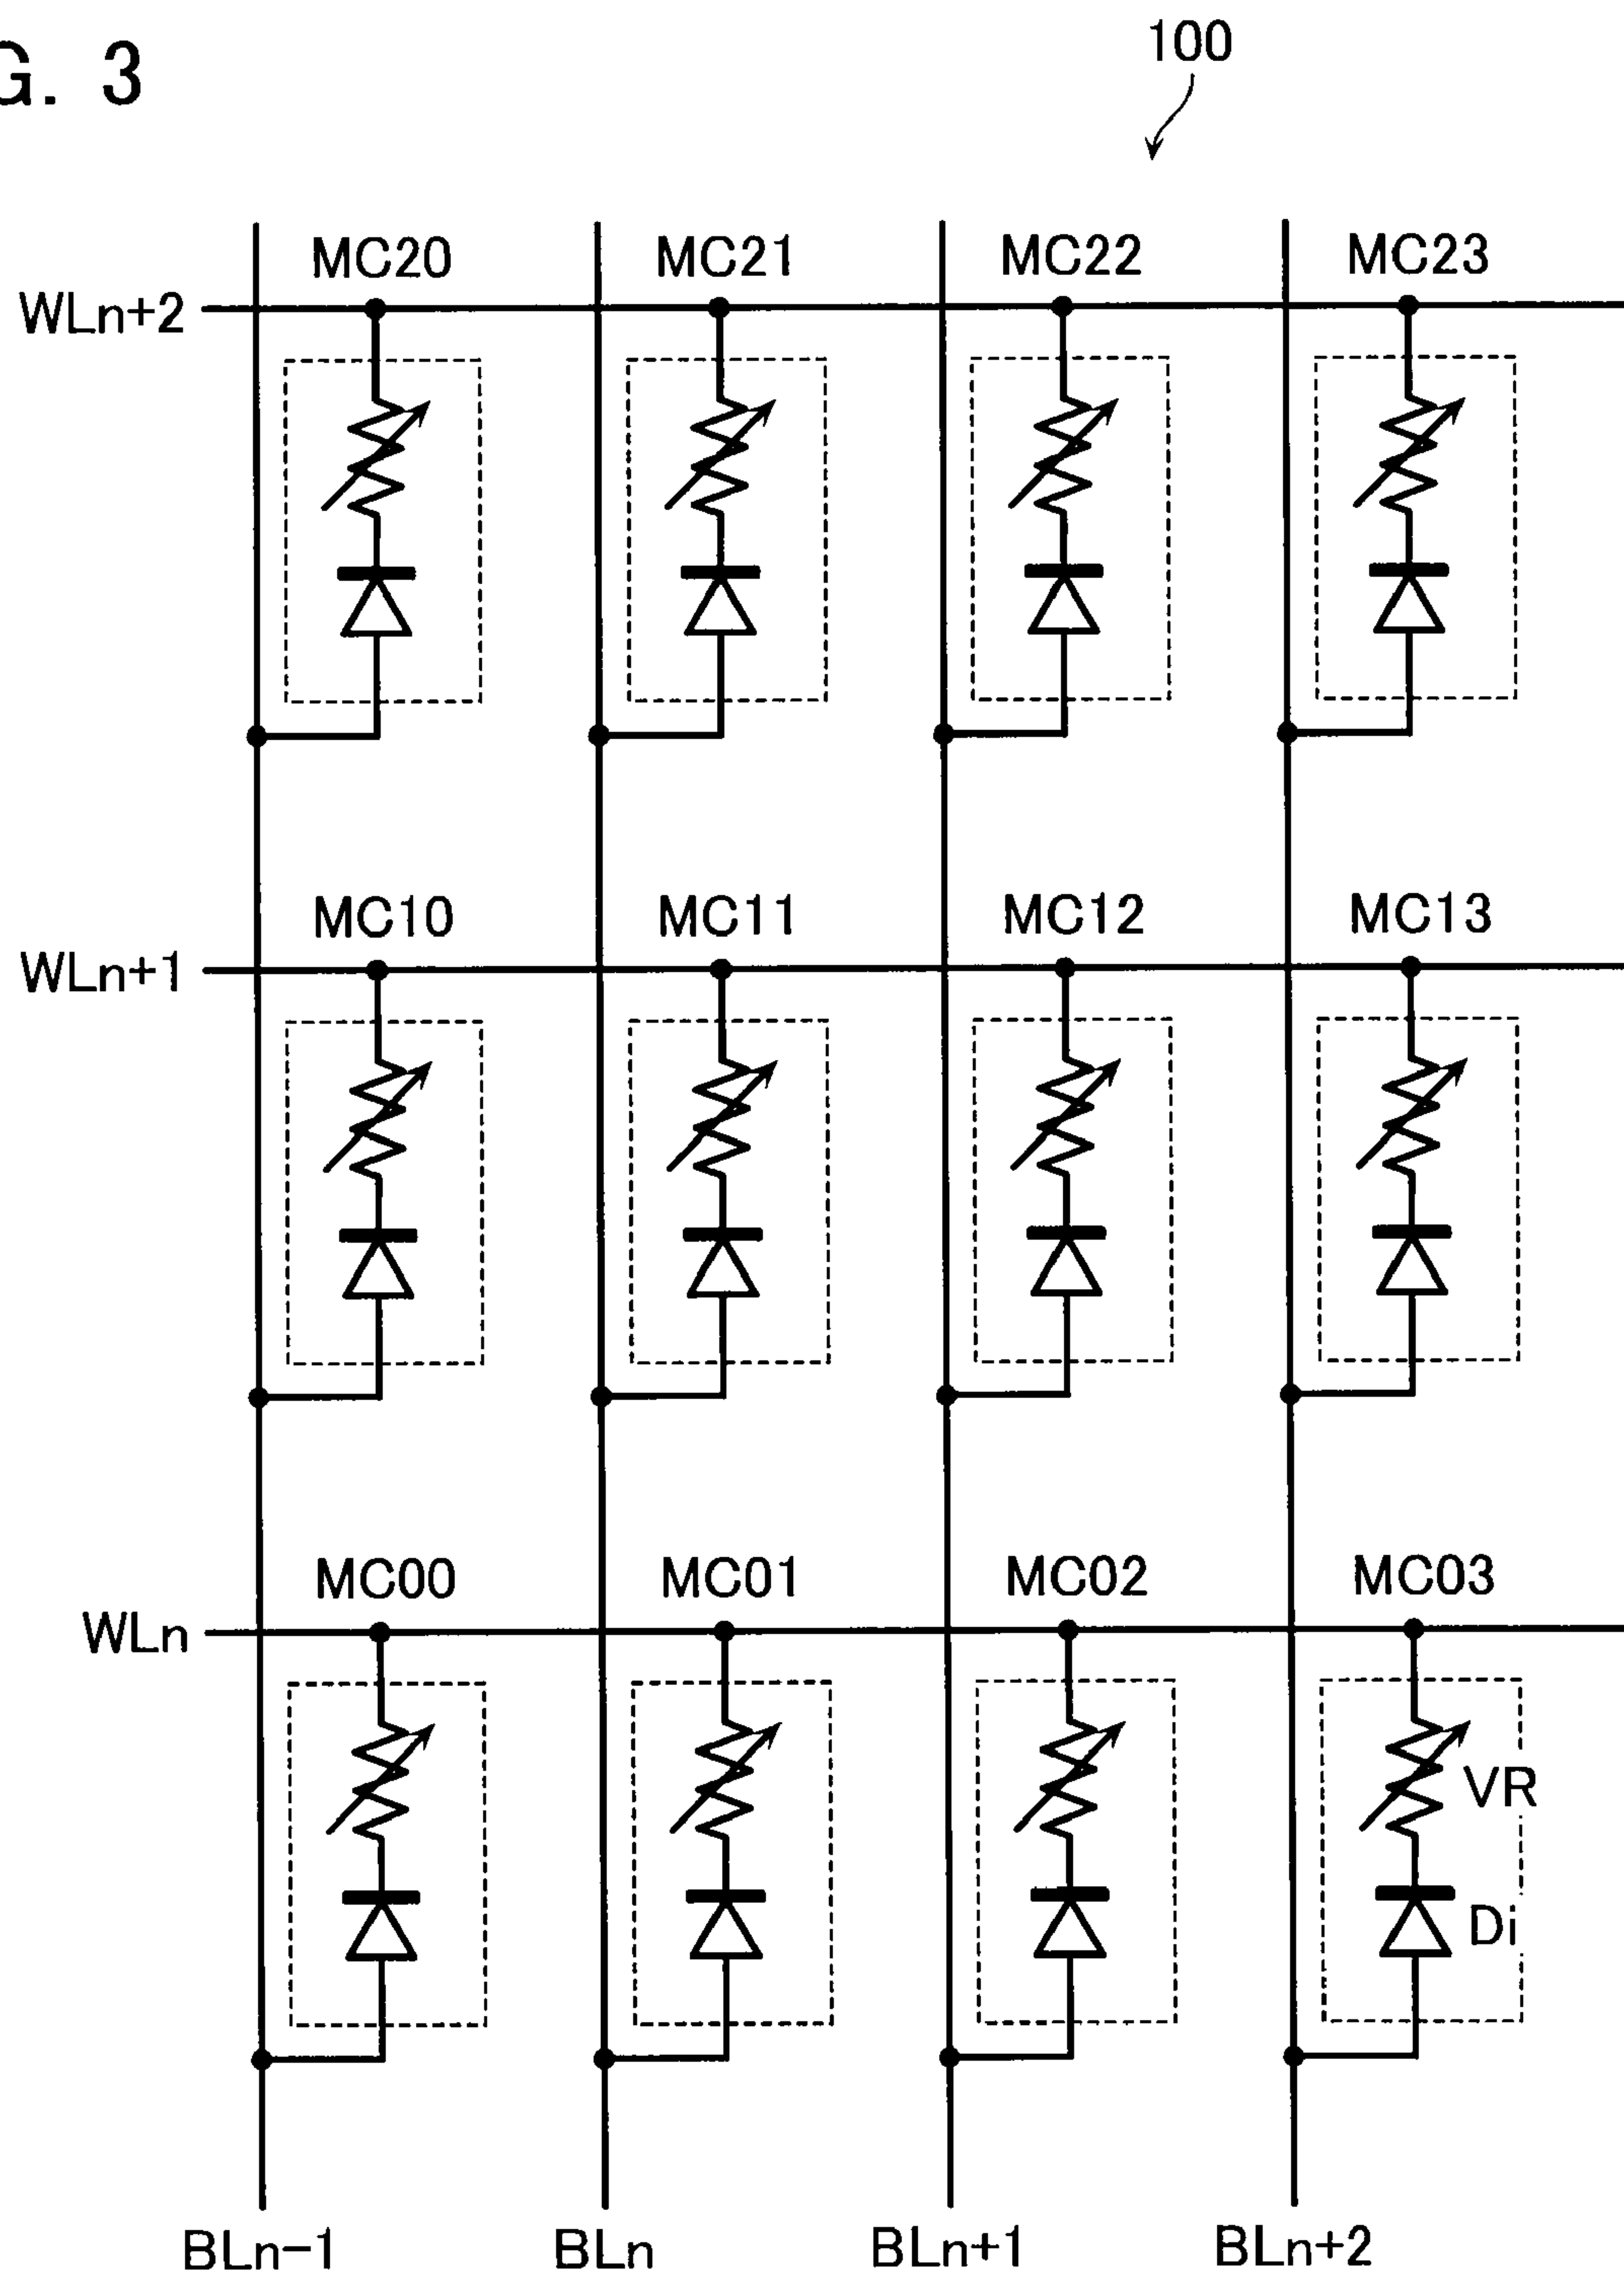 G. 3
100
MC20 MC21 MC22 MC23
WLn+2
MC10 MC11 MC12 MC13
WLn+1
MC00 MC01 MC02 MC03
WLn
VR
Di
BLn-1 BLn BLn+1 BLn+2